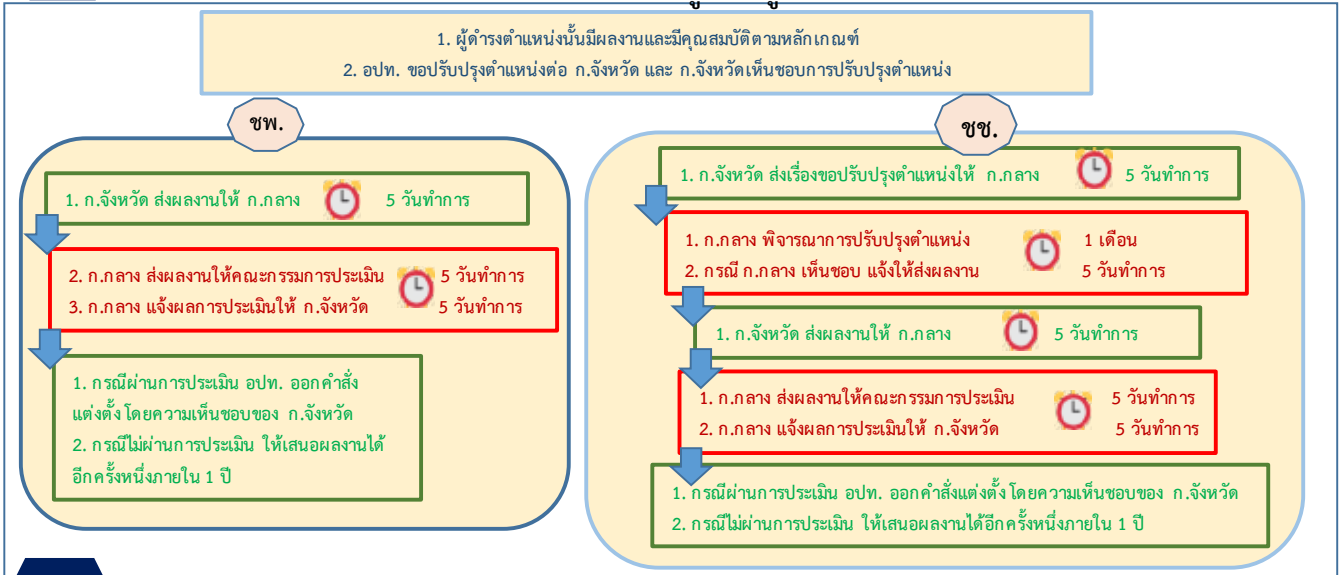 1. ผู้ดำรงตำแหน่งนั้นมีผลงานและมีคุณสมบัติตามหลักเกณฑ์
2. อปท. ขอปรับปรุงตำแหน่งต่อ ก.จังหวัด และ ก.จังหวัดเห็นชอบการปรับปรุงตำแหน่ง
ชพ.
1. ก.จังหวัด ส่งผลงานให้ ก.กลาง 5 วันทำการ
2. ก.กลาง ส่งผลงานให้คณะกรรมการประเมิน 5 วันทำการ
3. ก.กลาง แจ้งผลการประเมินให้ ก.จังหวัด 5 วันทำการ
1. กรณีผ่านการประเมิน อปท. ออกคำสั่ง
แต่งตั้ง โดยความเห็นชอบของ ก.จังหวัด
2. กรณีไม่ผ่านการประเมิน ให้เสนอผลงานได้
อีกครั้งหนึ่งภายใน 1 ปี
ชช.
1. ก.จังหวัด ส่งเรื่องขอปรับปรุงตำแหน่งให้ ก.กลาง 5 วันทำการ
1. ก.กลาง พิจารณาการปรับปรุงตำแหน่ง 1 เดือน
2. กรณี ก.กลาง เห็นชอบ แจ้งให้ส่งผลงาน 5 วันทำการ
1. ก.จังหวัด ส่งผลงานให้ ก.กลาง 5 วันทำการ
1. ก.กลาง ส่งผลงานให้คณะกรรมการประเมิน 5 วันทำการ
2. ก.กลาง แจ้งผลการประเมินให้ ก.จังหวัด 5 วันทำการ
1. กรณีผ่านการประเมิน อปท. ออกคำสั่งแต่งตั้ง โดยความเห็นชอบของ ก.จังหวัด
2. กรณีไม่ผ่านการประเมิน ให้เสนอผลงานได้อีกครั้งหนึ่งภายใน 1 ปี